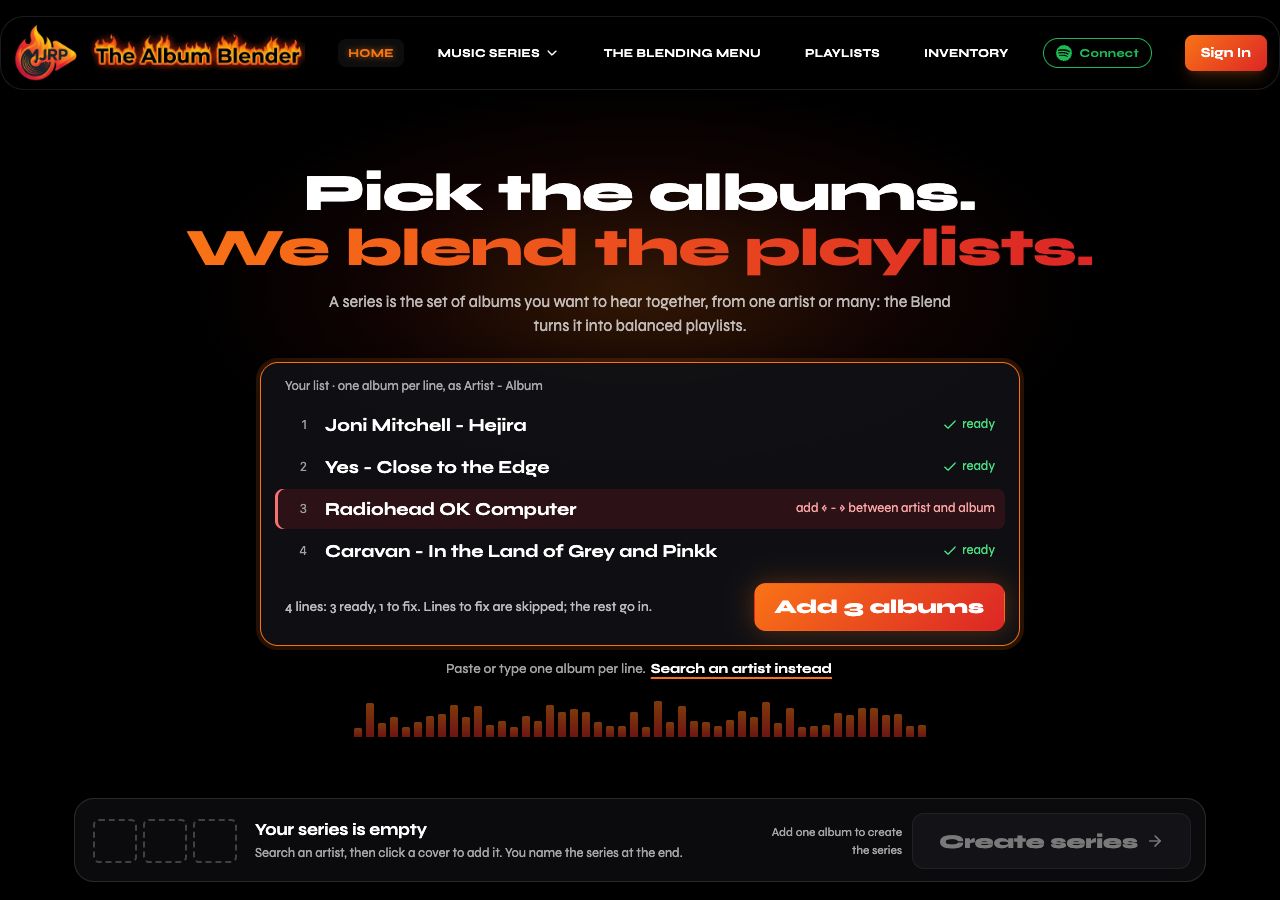 JRP The Album Blender HOME MUSIC SERIES THE BLENDING MENU PLAYLISTS INVENTORY Connect Sign In
Pick the albums.
We blend the playlists.
A series is the set of albums you want to hear together, from one artist or many: the Blend
turns it into balanced playlists.
Your list · one album per line, as Artist - Album
1 Joni Mitchell - Hejira ✓ ready
2 Yes - Close to the Edge ✓ ready
3 Radiohead OK Computer add « - » between artist and album
4 Caravan - In the Land of Grey and Pinkk ✓ ready
4 lines: 3 ready, 1 to fix. Lines to fix are skipped; the rest go in. Add 3 albums
Paste or type one album per line. Search an artist instead
Your series is empty
Search an artist, then click a cover to add it. You name the series at the end.
Add one album to create
the series
Create series →